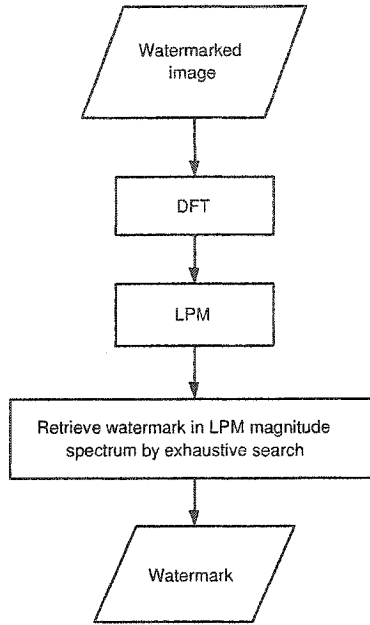 Watermarked
image
DFT
LPM
Retrieve watermark in LPM magnitude
spectrum by exhaustive search
Watermark